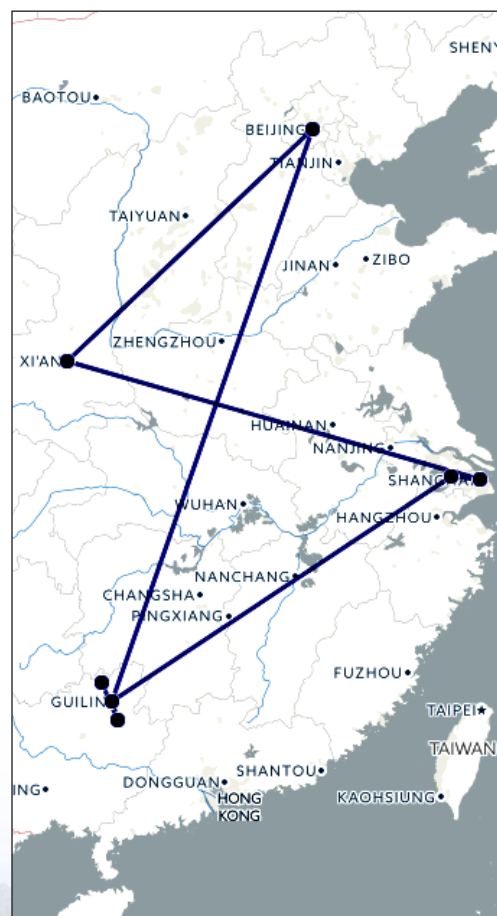 SHENY
BAOTOU
BEIJING
TIANJIN
TAIYUAN
JINAN
ZIBO
ZHENGZHOU
XI'AN
HUAINAN
NANJING
SHANGHAI
WUHAN
HANGZHOU
NANCHANG
CHANGSHA
PINGXIANG
FUZHOU
GUILIN
TAIPEI
TAIWAN
SHANTOU
DONGGUAN
ING
KAOHSIUNG
HONG
KONG